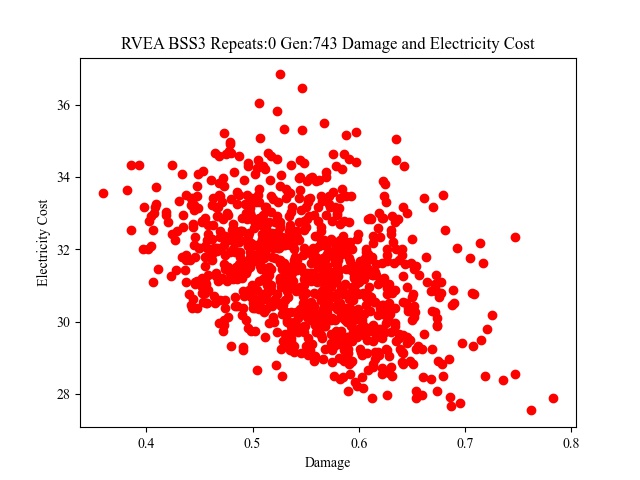 RVEA BSS3 Repeats:0 Gen:743 Damage and Electricity Cost
36
34
32
30
28
Electricity Cost
0.4 0.5 0.6 0.7 0.8
Damage